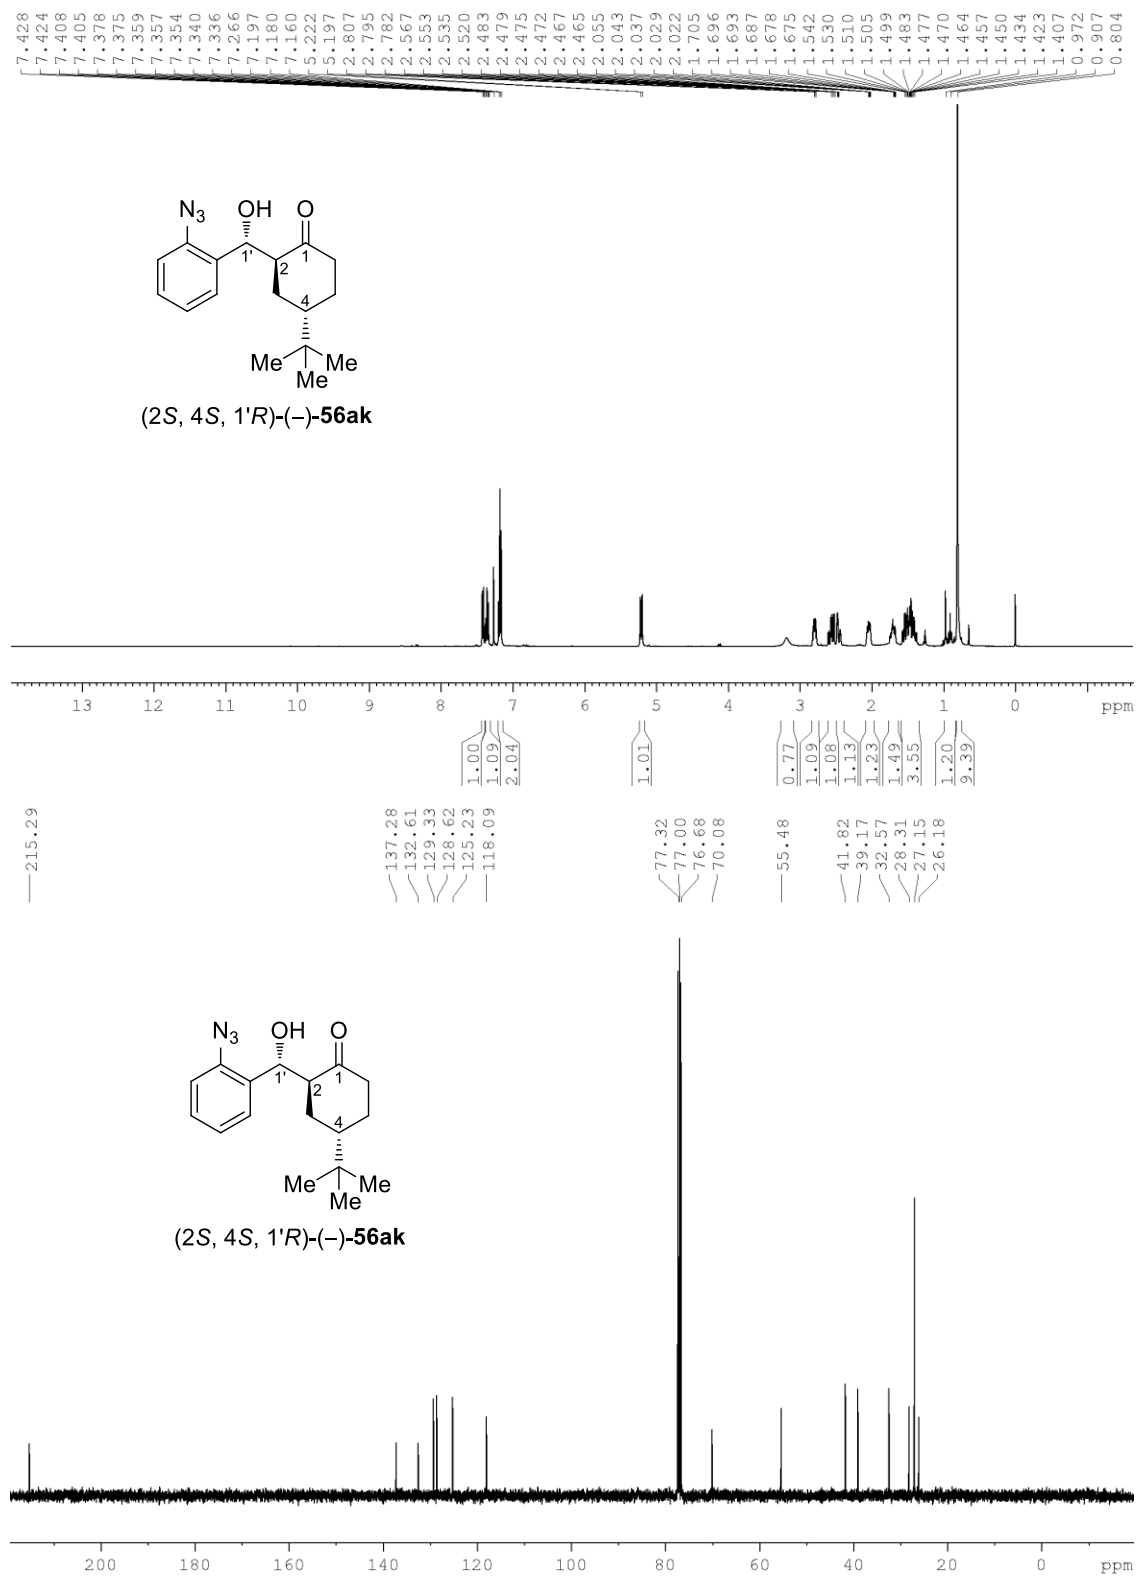 7.428 7.424 7.408 7.405 7.378 7.375 7.359 7.357 7.354 7.340 7.336 7.266 7.197 7.180 7.160 5.222 5.197 2.807 2.795 2.782 2.567 2.553 2.535 2.520 2.483 2.479 2.475 2.472 2.467 2.465 2.055 2.043 2.037 2.029 2.022 1.705 1.696 1.693 1.687 1.678 1.675 1.542 1.530 1.510 1.505 1.499 1.483 1.477 1.470 1.464 1.457 1.450 1.434 1.423 1.407 0.972 0.907 0.804
N3 OH O
1' 2 1
4
Me Me
Me
(2S, 4S, 1'R)-(–)-56ak
13 12 11 10 9 8 7 6 5 4 3 2 1 0 ppm
1.00 1.09 2.04 1.01 0.77 1.09 1.08 1.13 1.23 1.49 3.55 1.20 9.39
215.29 137.28 132.61 129.33 128.62 125.23 118.09 77.32 77.00 76.68 70.08 55.48 41.82 39.17 32.57 28.31 27.15 26.18
N3 OH O
1' 2 1
4
Me Me
Me
(2S, 4S, 1'R)-(–)-56ak
200 180 160 140 120 100 80 60 40 20 0 ppm